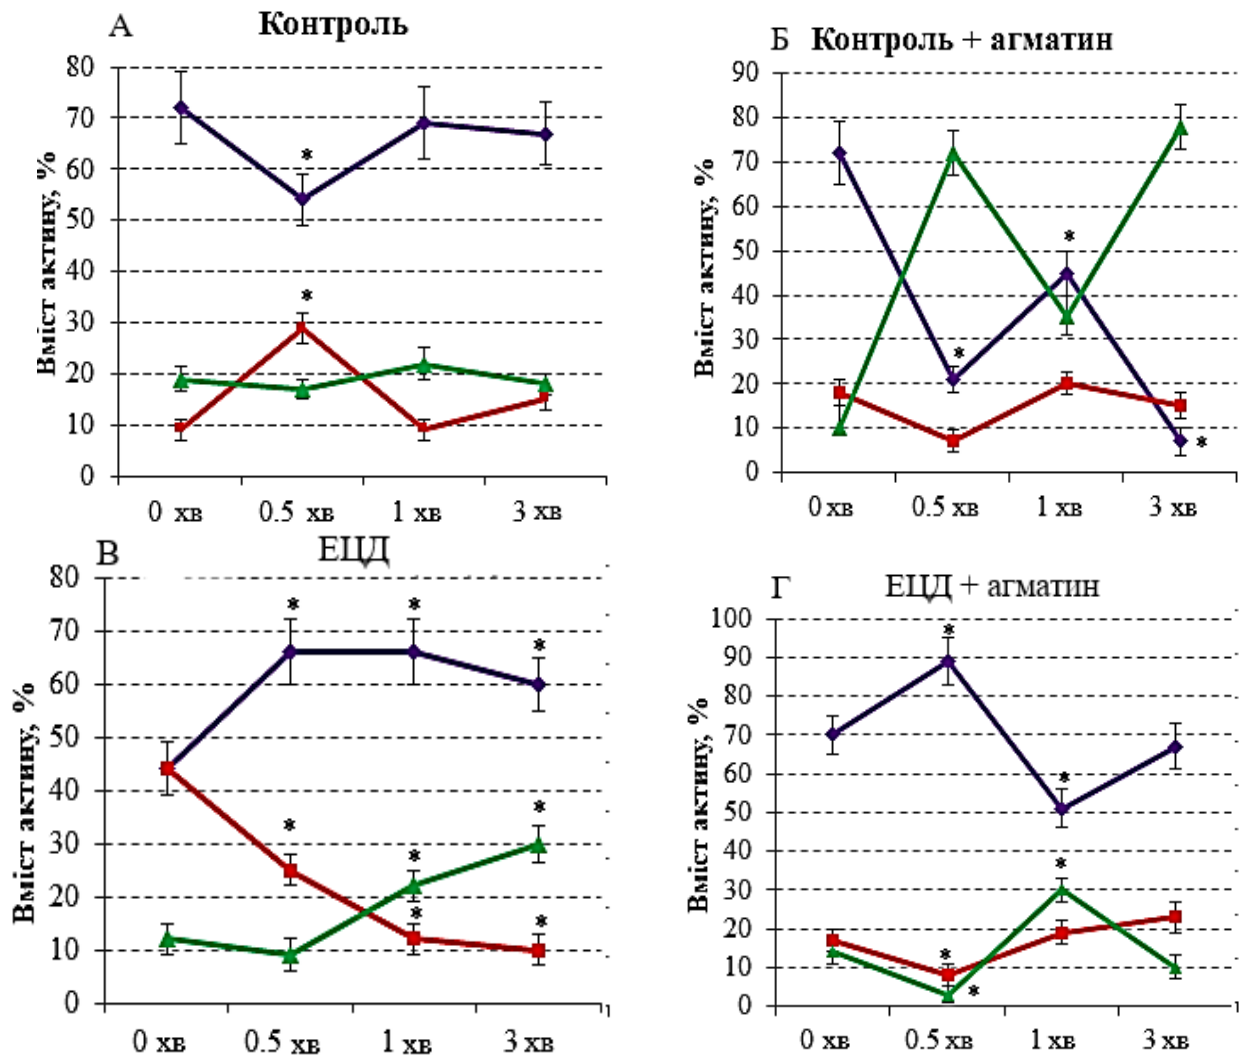 А Контроль
Вміст актину, %
80
70
60
50
40
30
20
10
0
0 хв 0.5 хв 1 хв 3 хв
* *
Б Контроль + агматин
Вміст актину, %
90
80
70
60
50
40
30
20
10
0
0 хв 0.5 хв 1 хв 3 хв
* * *
В ЕЦД
Вміст актину, %
80
70
60
50
40
30
20
10
0
0 хв 0.5 хв 1 хв 3 хв
* * * * * * * *
Г ЕЦД + агматин
Вміст актину, %
100
90
80
70
60
50
40
30
20
10
0
0 хв 0.5 хв 1 хв 3 хв
* * * * *